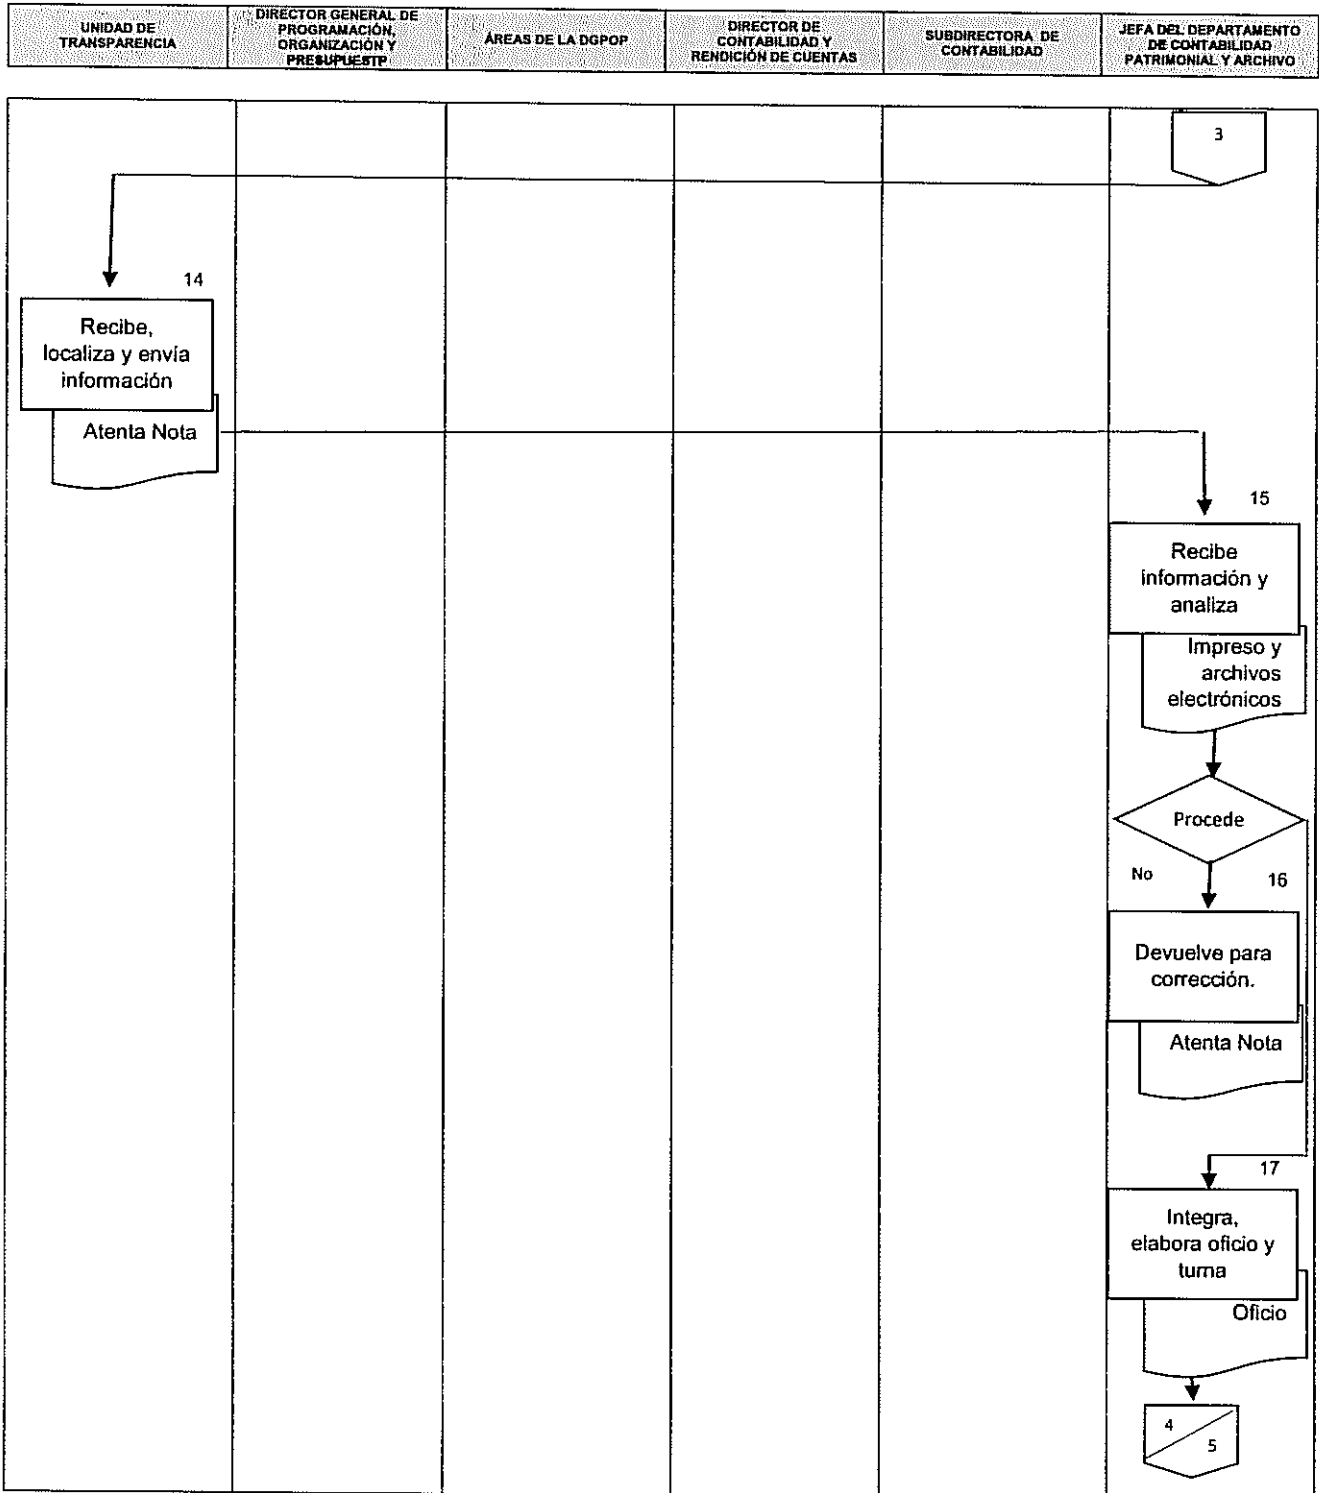 UNIDAD DE
TRANSPARENCIA
DIRECTOR GENERAL DE
PROGRAMACIÓN,
ORGANIZACIÓN Y
PRESUPUESTP
ÁREAS DE LA DGPOP
DIRECTOR DE
CONTABILIDAD Y
RENDICIÓN DE CUENTAS
SUBDIRECTORA DE
CONTABILIDAD
JEFA DEL DEPARTAMENTO
DE CONTABILIDAD
PATRIMONIAL Y ARCHIVO
3
14
Recibe,
localiza y envía
información
Atenta Nota
15
Recibe
información y
analiza
Impreso y
archivos
electrónicos
Procede
No
16
Devuelve para
corrección.
Atenta Nota
17
Integra,
elabora oficio y
turna
Oficio
4
5